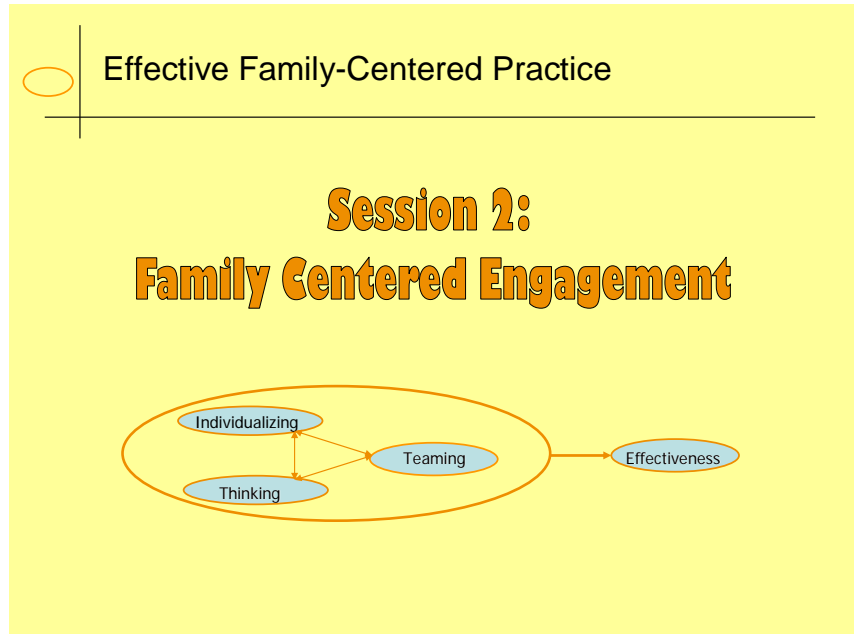 Effective Family-Centered Practice
Session 2:
Family Centered Engagement
Individualizing
Teaming
Effectiveness
Thinking